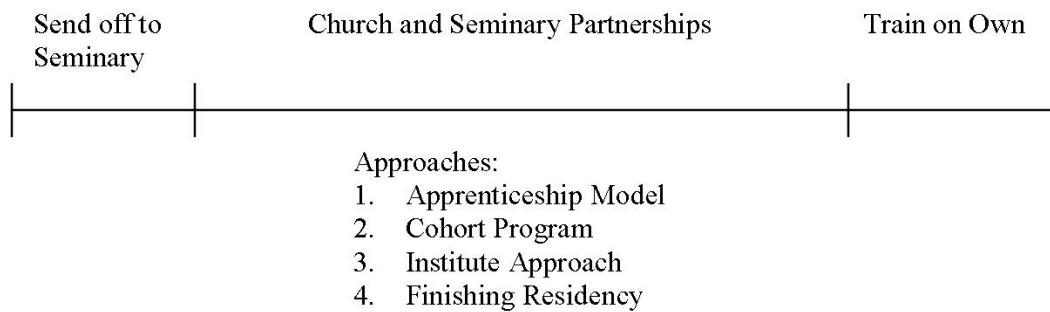 Send off to
Seminary
Church and Seminary Partnerships
Train on Own
Approaches:
1. Apprenticeship Model
2. Cohort Program
3. Institute Approach
4. Finishing Residency